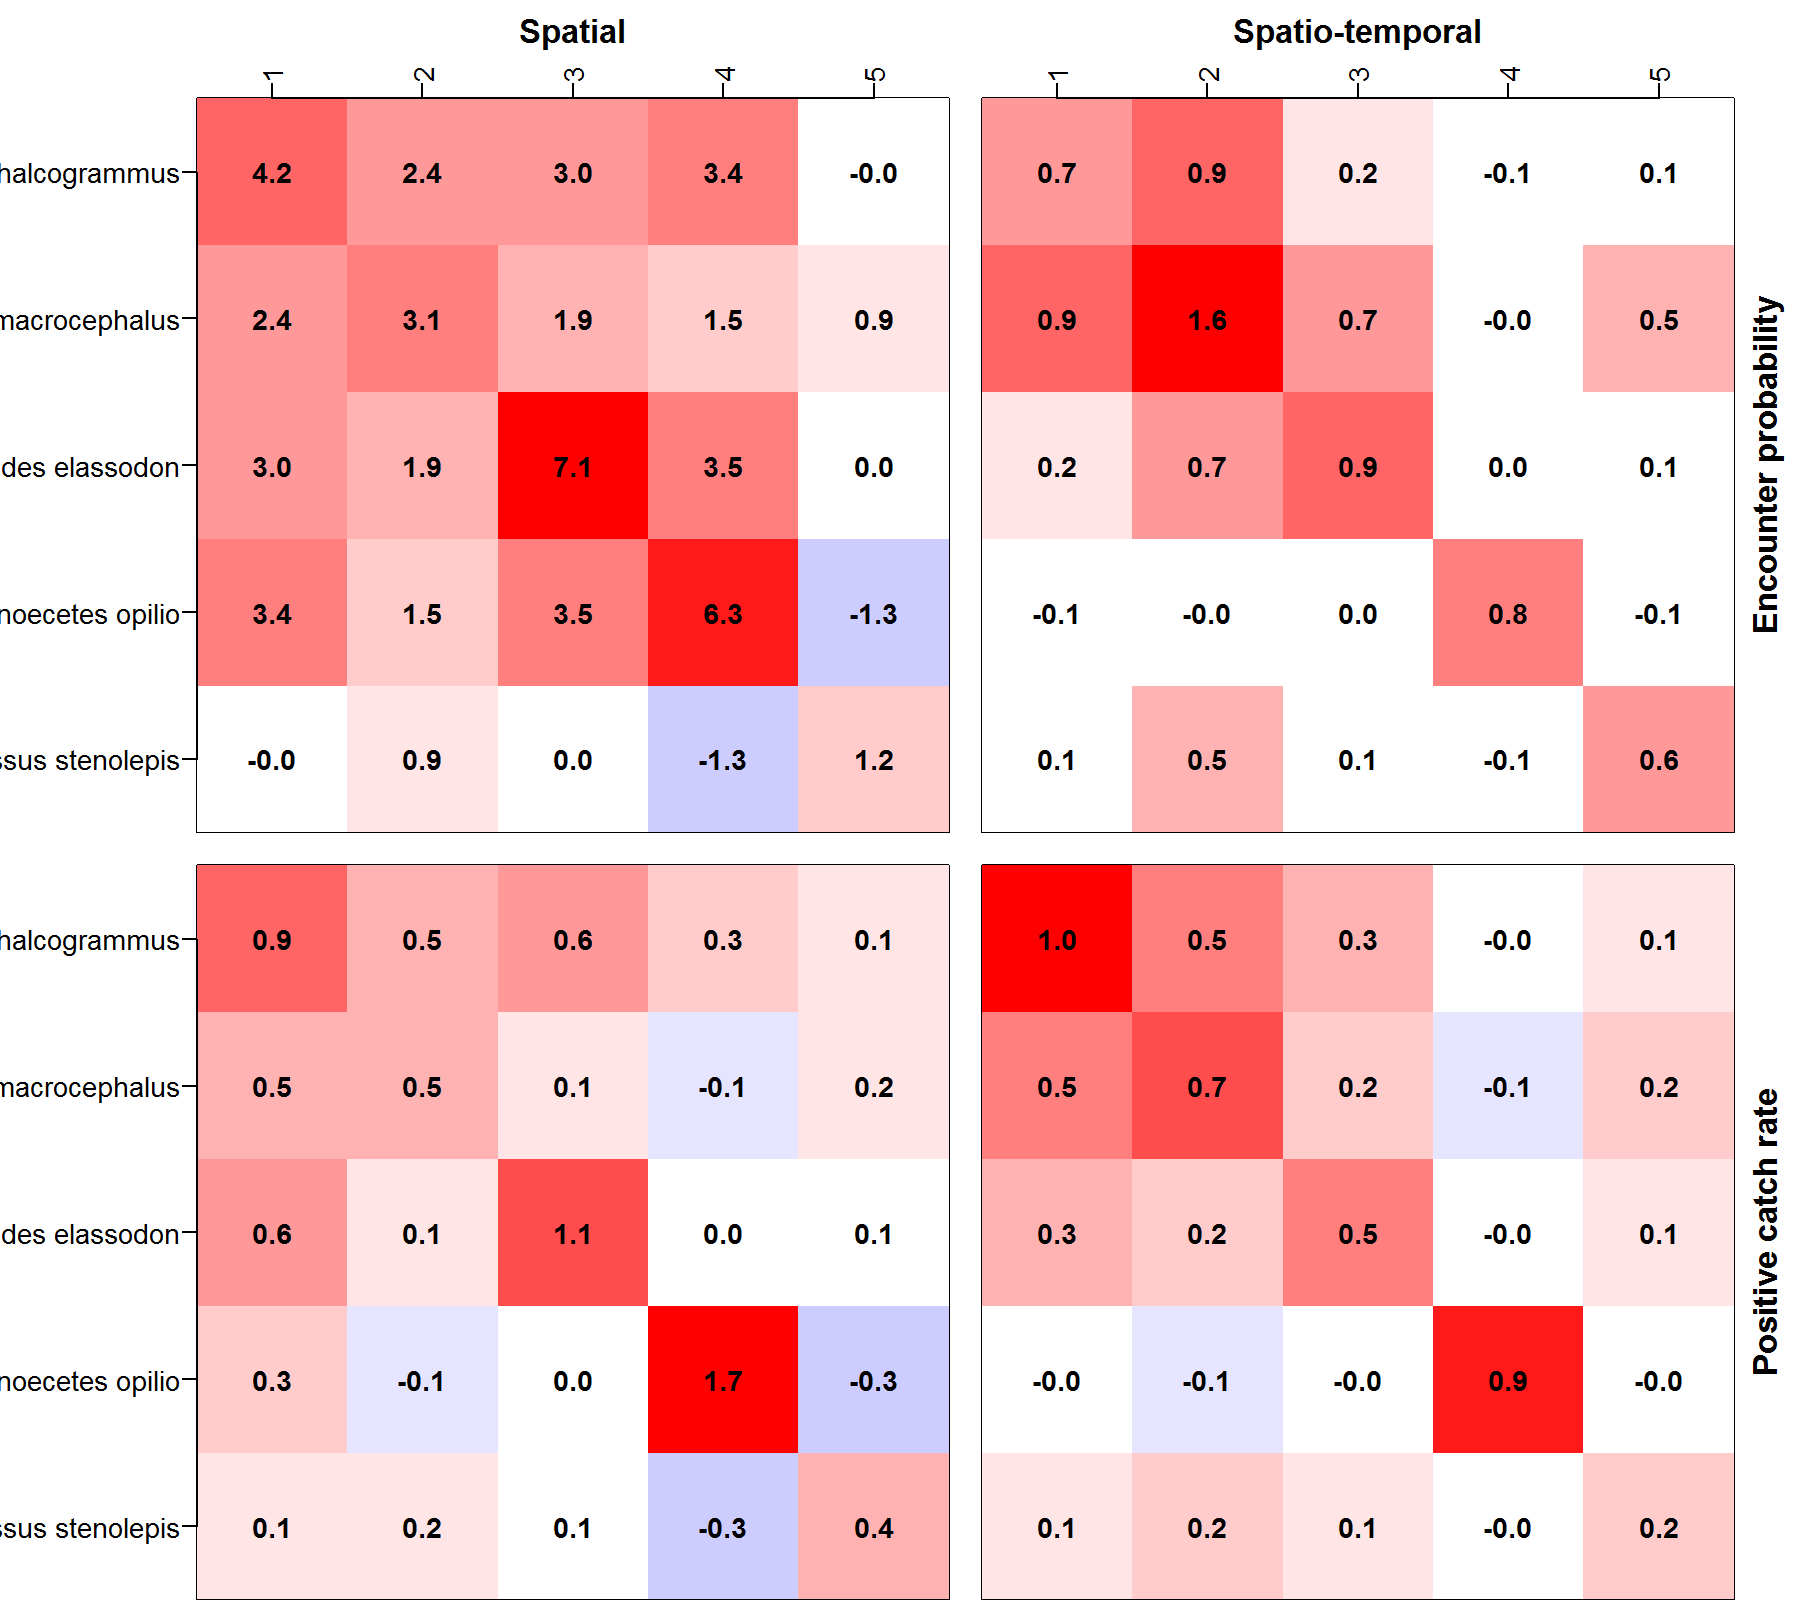 Spatial Spatio-temporal
1 2 3 4 5 1 2 3 4 5
halcogrammus 4.2 2.4 3.0 3.4 -0.0 0.7 0.9 0.2 -0.1 0.1
macrocephalus 2.4 3.1 1.9 1.5 0.9 0.9 1.6 0.7 -0.0 0.5
des elassodon 3.0 1.9 7.1 3.5 0.0 0.2 0.7 0.9 0.0 0.1
noecetes opilio 3.4 1.5 3.5 6.3 -1.3 -0.1 -0.0 0.0 0.8 -0.1
ssus stenolepis -0.0 0.9 0.0 -1.3 1.2 0.1 0.5 0.1 -0.1 0.6
Encounter probability
halcogrammus 0.9 0.5 0.6 0.3 0.1 1.0 0.5 0.3 -0.0 0.1
macrocephalus 0.5 0.5 0.1 -0.1 0.2 0.5 0.7 0.2 -0.1 0.2
des elassodon 0.6 0.1 1.1 0.0 0.1 0.3 0.2 0.5 -0.0 0.1
noecetes opilio 0.3 -0.1 0.0 1.7 -0.3 -0.0 -0.1 -0.0 0.9 -0.0
ssus stenolepis 0.1 0.2 0.1 -0.3 0.4 0.1 0.2 0.1 -0.0 0.2
Positive catch rate